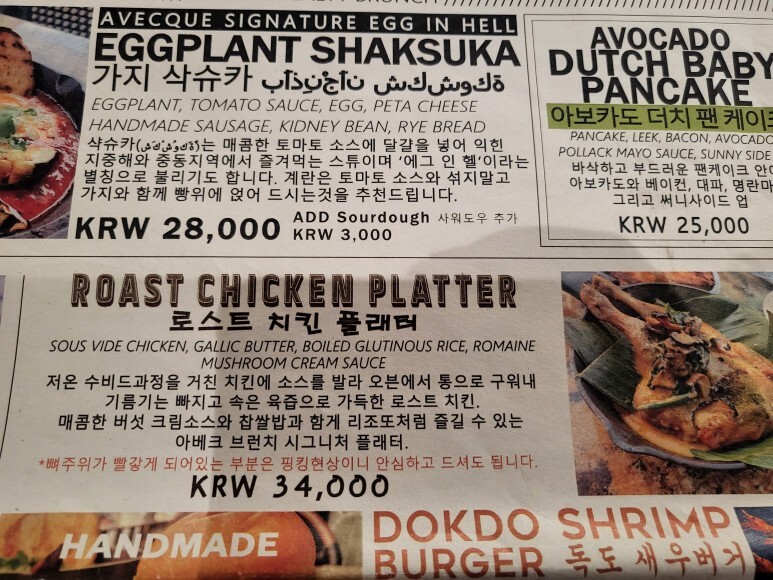 AVECQUE SIGNATURE EGG IN HELL
EGGPLANT SHAKSUKA
가지 삭슈카
EGGPLANT, TOMATO SAUCE, EGG, PETA CHEESE
HANDMADE SAUSAGE, KIDNEY BEAN, RYE BREAD
샥슈카()는 매콤한 토마토 소스에 달걀을 넣어 익힌
지중해와 중동지역에서 즐겨먹는 스튜이며 '에그 인 헬'이라는
별칭으로 불리기도 합니다. 계란은 토마토 소스와 섞지말고
가지와 함께 빵위에 얹어 드시는것을 추천드립니다.
KRW 28,000
ADD Sourdough 사워도우 추가
KRW 3,000
AVOCADO
DUTCH BABY
PANCAKE
아보카도 더치 팬 케이크
PANCAKE, LEEK, BACON, AVOCADO
POLLACK MAYO SAUCE, SUNNY SIDE
바삭하고 부드러운 팬케이크 안에
아보카도와 베이컨, 대파, 명란마
그리고 써니사이드 업
KRW 25,000
ROAST CHICKEN PLATTER
로스트 치킨 플래터
SOUS VIDE CHICKEN, GALLIC BUTTER, BOILED GLUTINOUS RICE, ROMAINE
MUSHROOM CREAM SAUCE
저온 수비드과정을 거친 치킨에 소스를 발라 오븐에서 통으로 구워내
기름기는 빠지고 속은 육즙으로 가득한 로스트 치킨.
매콤한 버섯 크림소스와 찹쌀밥과 함께 리조또처럼 즐길 수 있는
아베크 브런치 시그니처 플래터.
*뼈주위가 빨갛게 되어있는 부분은 핑킹현상이니 안심하고 드셔도 됩니다.
KRW 34,000
HANDMADE
DOKDO SHRIMP
BURGER 독도 새우버거